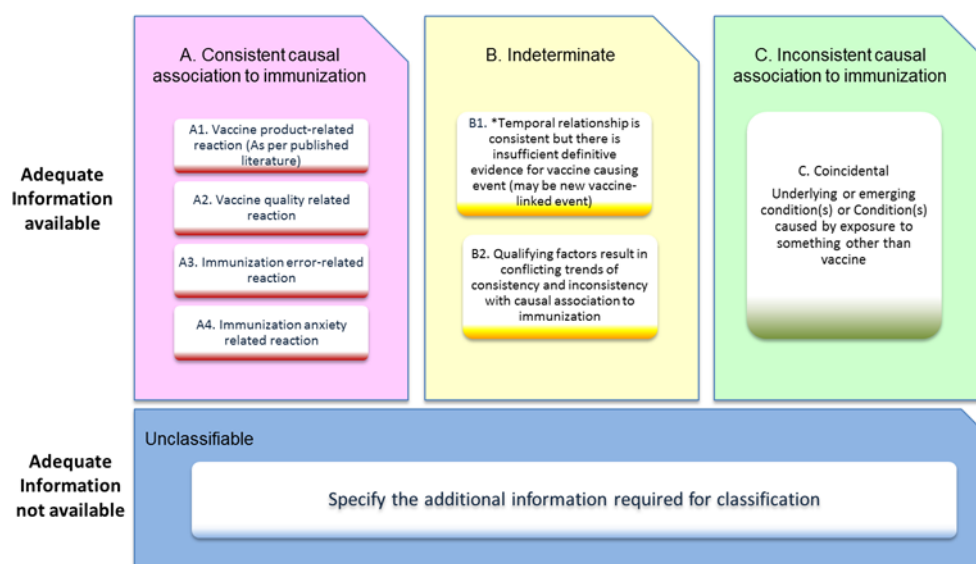 A. Consistent causal
association to immunization
B. Indeterminate
C. Inconsistent causal
association to immunization
Adequate
Information
available
A1. Vaccine product-related
reaction (As per published
literature)
A2. Vaccine quality related
reaction
A3. Immunization error-related
reaction
A4. Immunization anxiety
related reaction
B1. *Temporal relationship is
consistent but there is
insufficient definitive
evidence for vaccine causing
event (may be new vaccine-
linked event)
B2. Qualifying factors result in
conflicting trends of
consistency and inconsistency
with causal association to
immunization
C. Coincidental
Underlying or emerging
condition(s) or Condition(s)
caused by exposure to
something other than
vaccine
Adequate
Information
not available
Unclassifiable
Specify the additional information required for classification